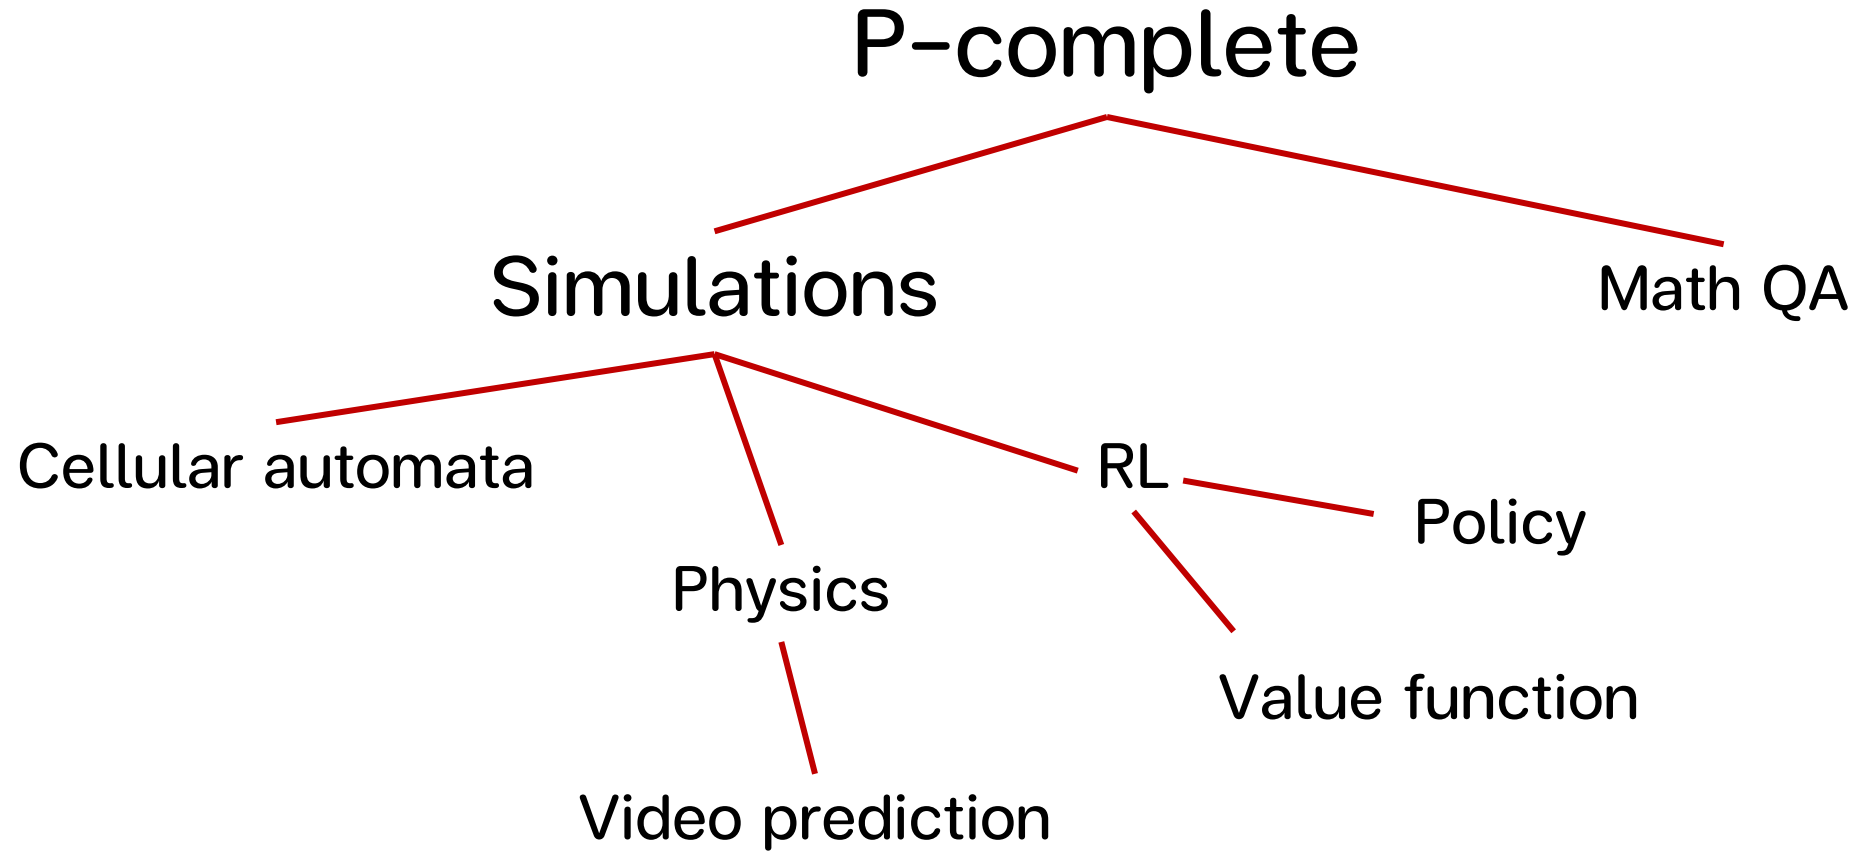 P-complete
Simulations
Math QA
Cellular automata
RL
Policy
Physics
Value function
Video prediction